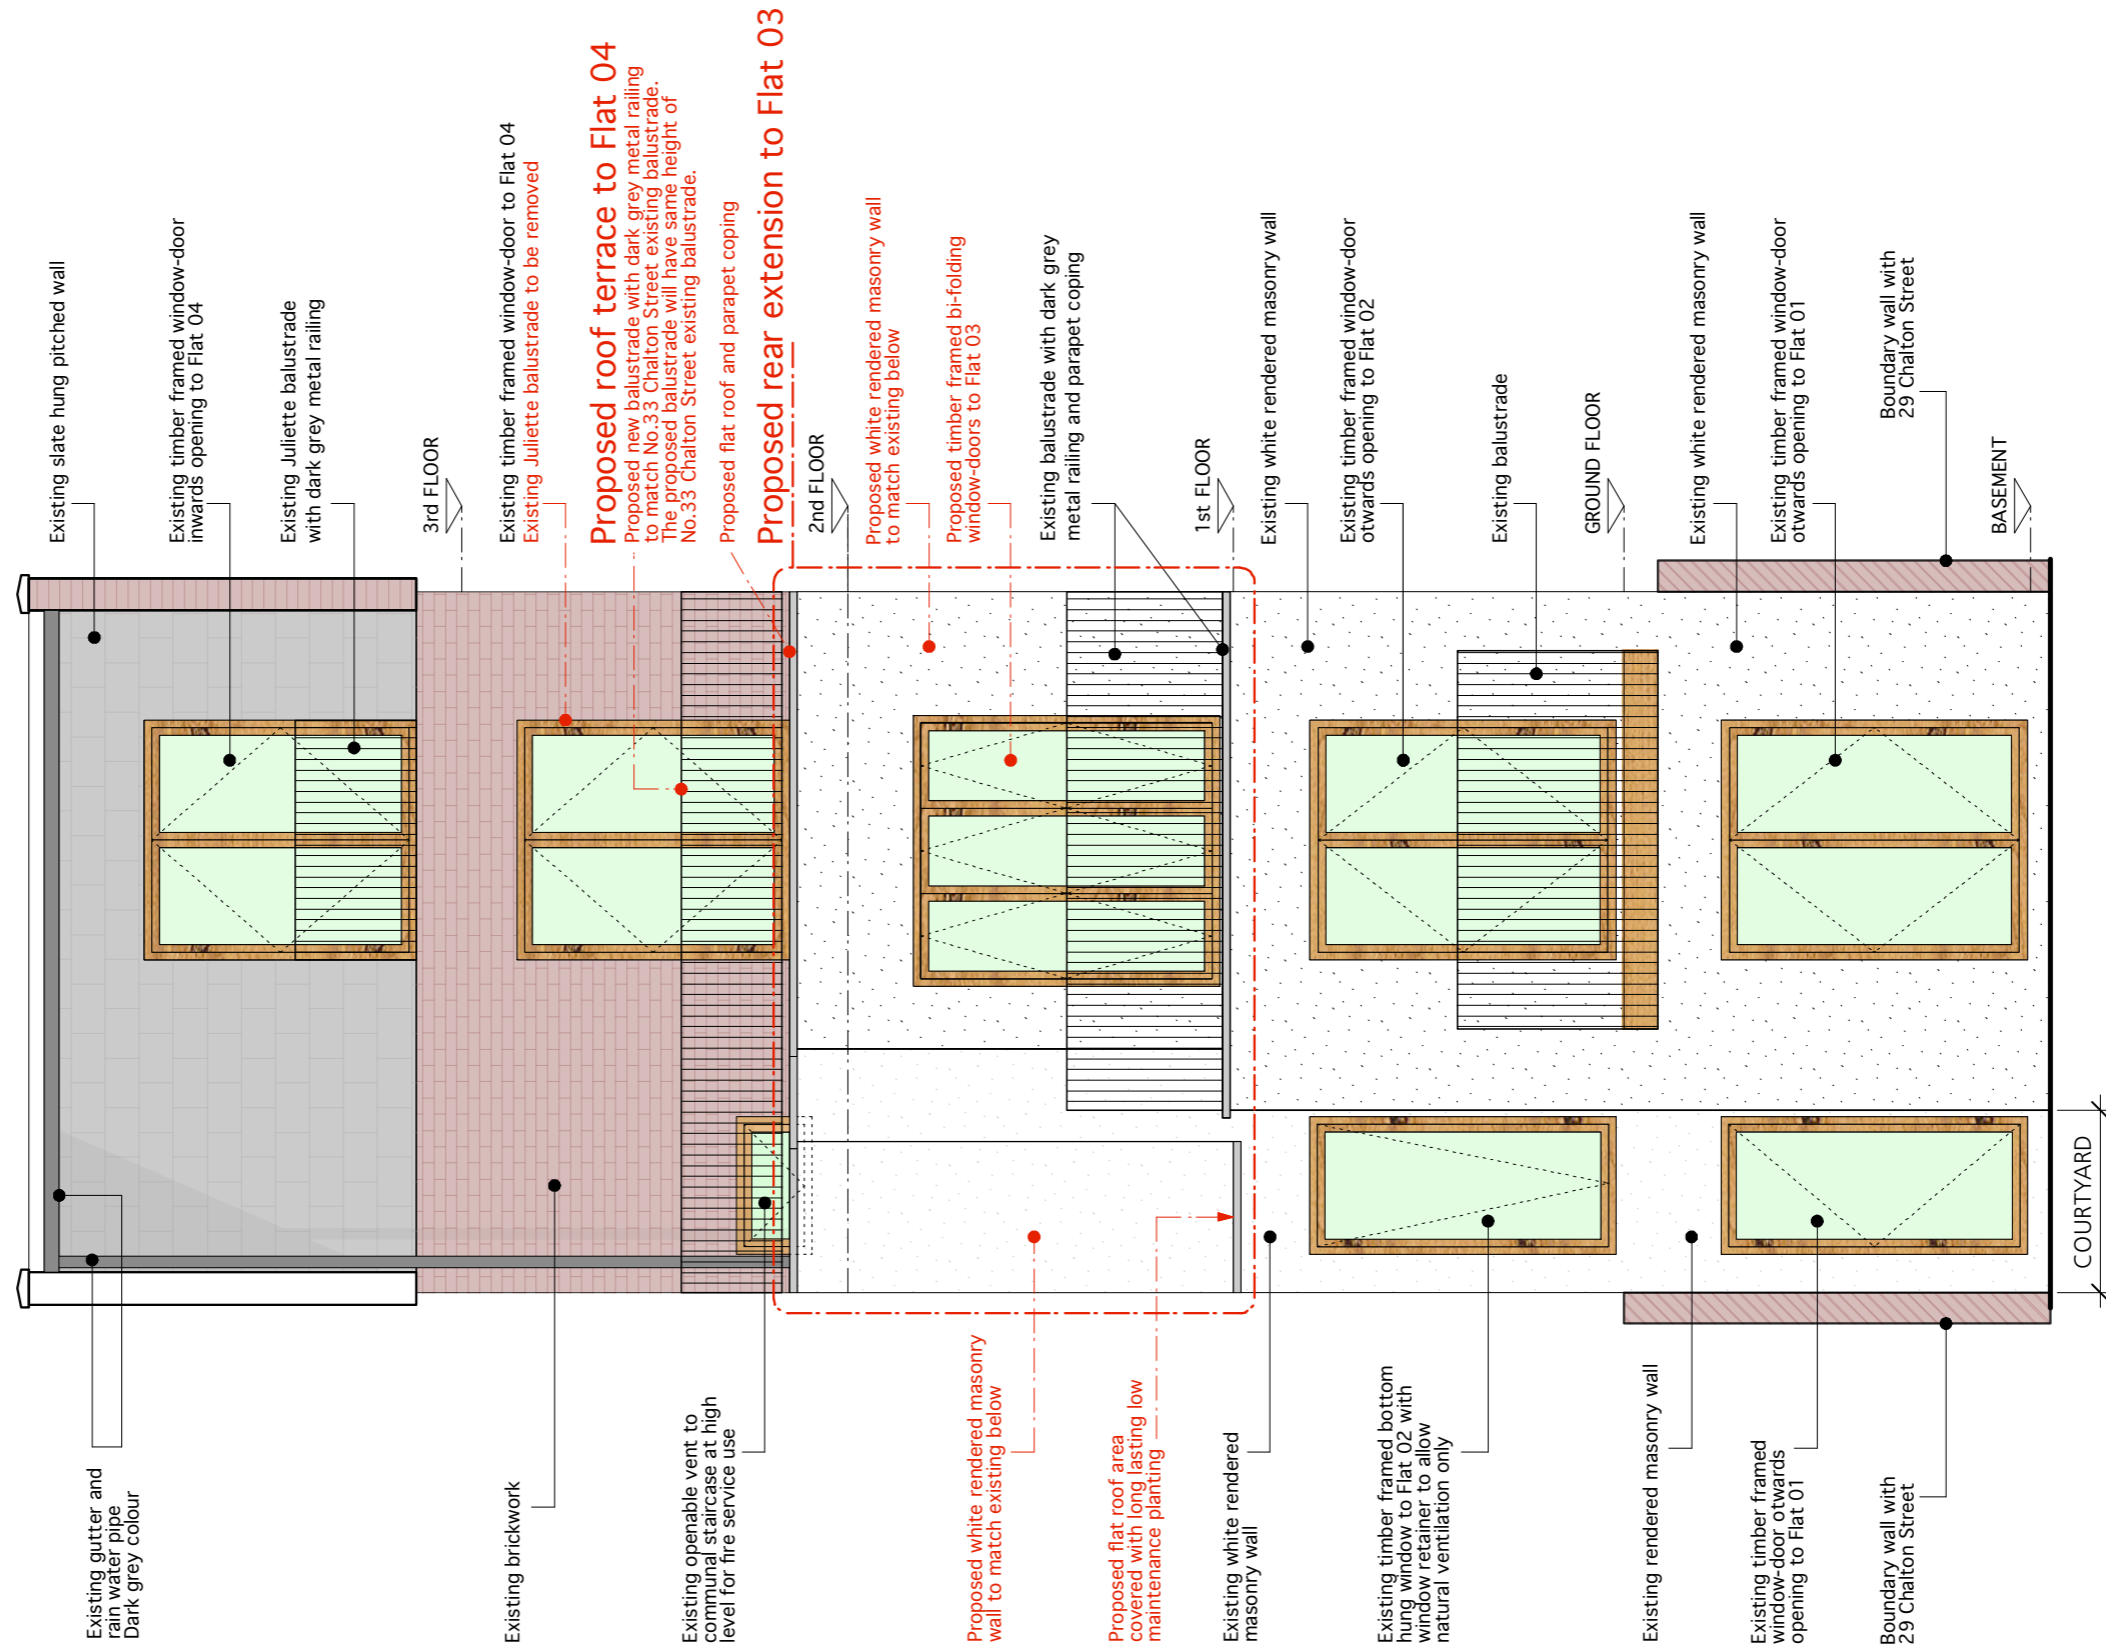 Existing slate hung pitched wall
Existing timber framed window-door
inwards opening to Flat 04
Existing Juliette balustrade
with dark grey metal railing
3rd FLOOR
Existing timber framed window-door to Flat 04
Existing Juliette balustrade to be removed
Proposed roof terrace to Flat 04
Proposed new balustrade with dark grey metal railing
to match No.33 Chalton Street existing balustrade.
The proposed balustrade will have same height of
No.33 Chalton Street existing balustrade.
Proposed flat roof and parapet coping
Proposed rear extension to Flat 03
2nd FLOOR
Proposed white rendered masonry wall
to match existing below
Proposed timber framed bi-folding
window-doors to Flat 03
Existing balustrade with dark grey
metal railing and parapet coping
1st FLOOR
Existing white rendered masonry wall
Existing timber framed window-door
otwards opening to Flat 02
Existing balustrade
GROUND FLOOR
Existing white rendered masonry wall
Existing timber framed window-door
otwards opening to Flat 01
Boundary wall with
29 Chalton Street
BASEMENT
Existing gutter and
rain water pipe
Dark grey colour
Existing brickwork
Existing openable vent to
communal staircase at high
level for fire service use
Proposed white rendered masonry
wall to match existing below
Proposed flat roof area
covered with long lasting low
maintenance planting
Existing white rendered
masonry wall
Existing timber framed bottom
hung window to Flat 02 with
window retainer to allow
natural ventilation only
Existing rendered masonry wall
Existing timber framed
window-door otwards
opening to Flat 01
Boundary wall with
29 Chalton Street
COURTYARD